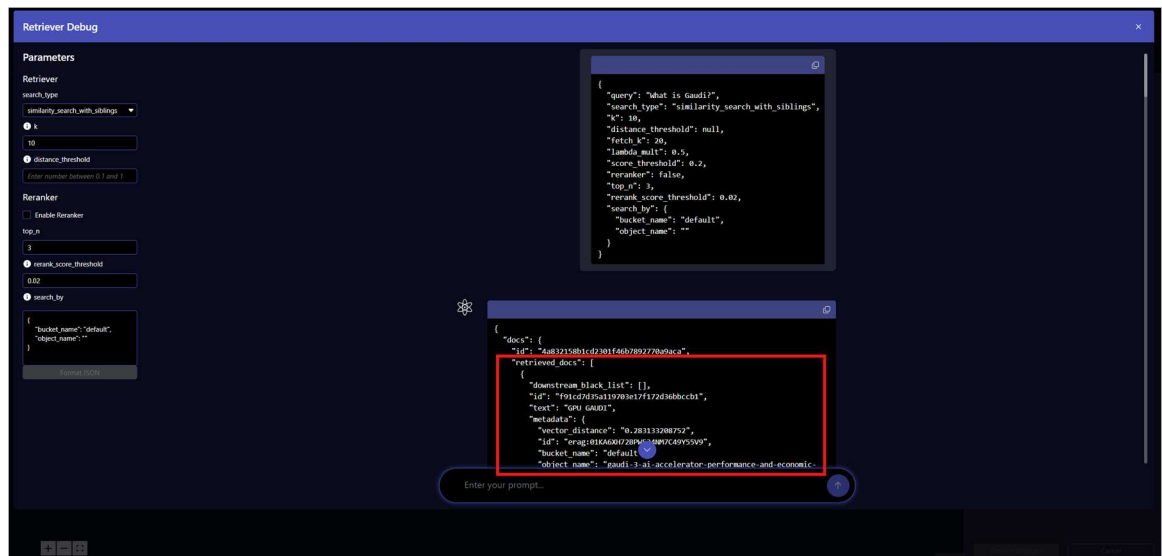 Retriever Debug
×
Parameters
Retriever
search_type
similarity_search_with_siblings
k
10
distance_threshold
Enter number between 0.1 and 1
Reranker
Enable Reranker
top_n
3
rerank_score_threshold
0.02
search_by
{
"bucket_name": "default",
"object_name": ""
}
Format JSON
{
"query": "What is Gaudi?",
"search_type": "similarity_search_with_siblings",
"k": 10,
"distance_threshold": null,
"fetch_k": 20,
"lambda_mult": 0.5,
"score_threshold": 0.2,
"reranker": false,
"top_n": 3,
"rerank_score_threshold": 0.02,
"search_by": {
"bucket_name": "default",
"object_name": ""
}
}
{
"docs": {
"id": "4a832158b1cd2301f46b7892770a9aca",
"retrieved_docs": [
{
"downstream_black_list": [],
"id": "f91cd7d35a119703e17f172d36bbccb1",
"text": "GPU GAUDI",
"metadata": {
"vector_distance": "0.283133208752",
"id":
"bucket_name": "default
"object_name": "gaudi-3-ai-accelerator-performance-and-economic-
Enter your prompt...